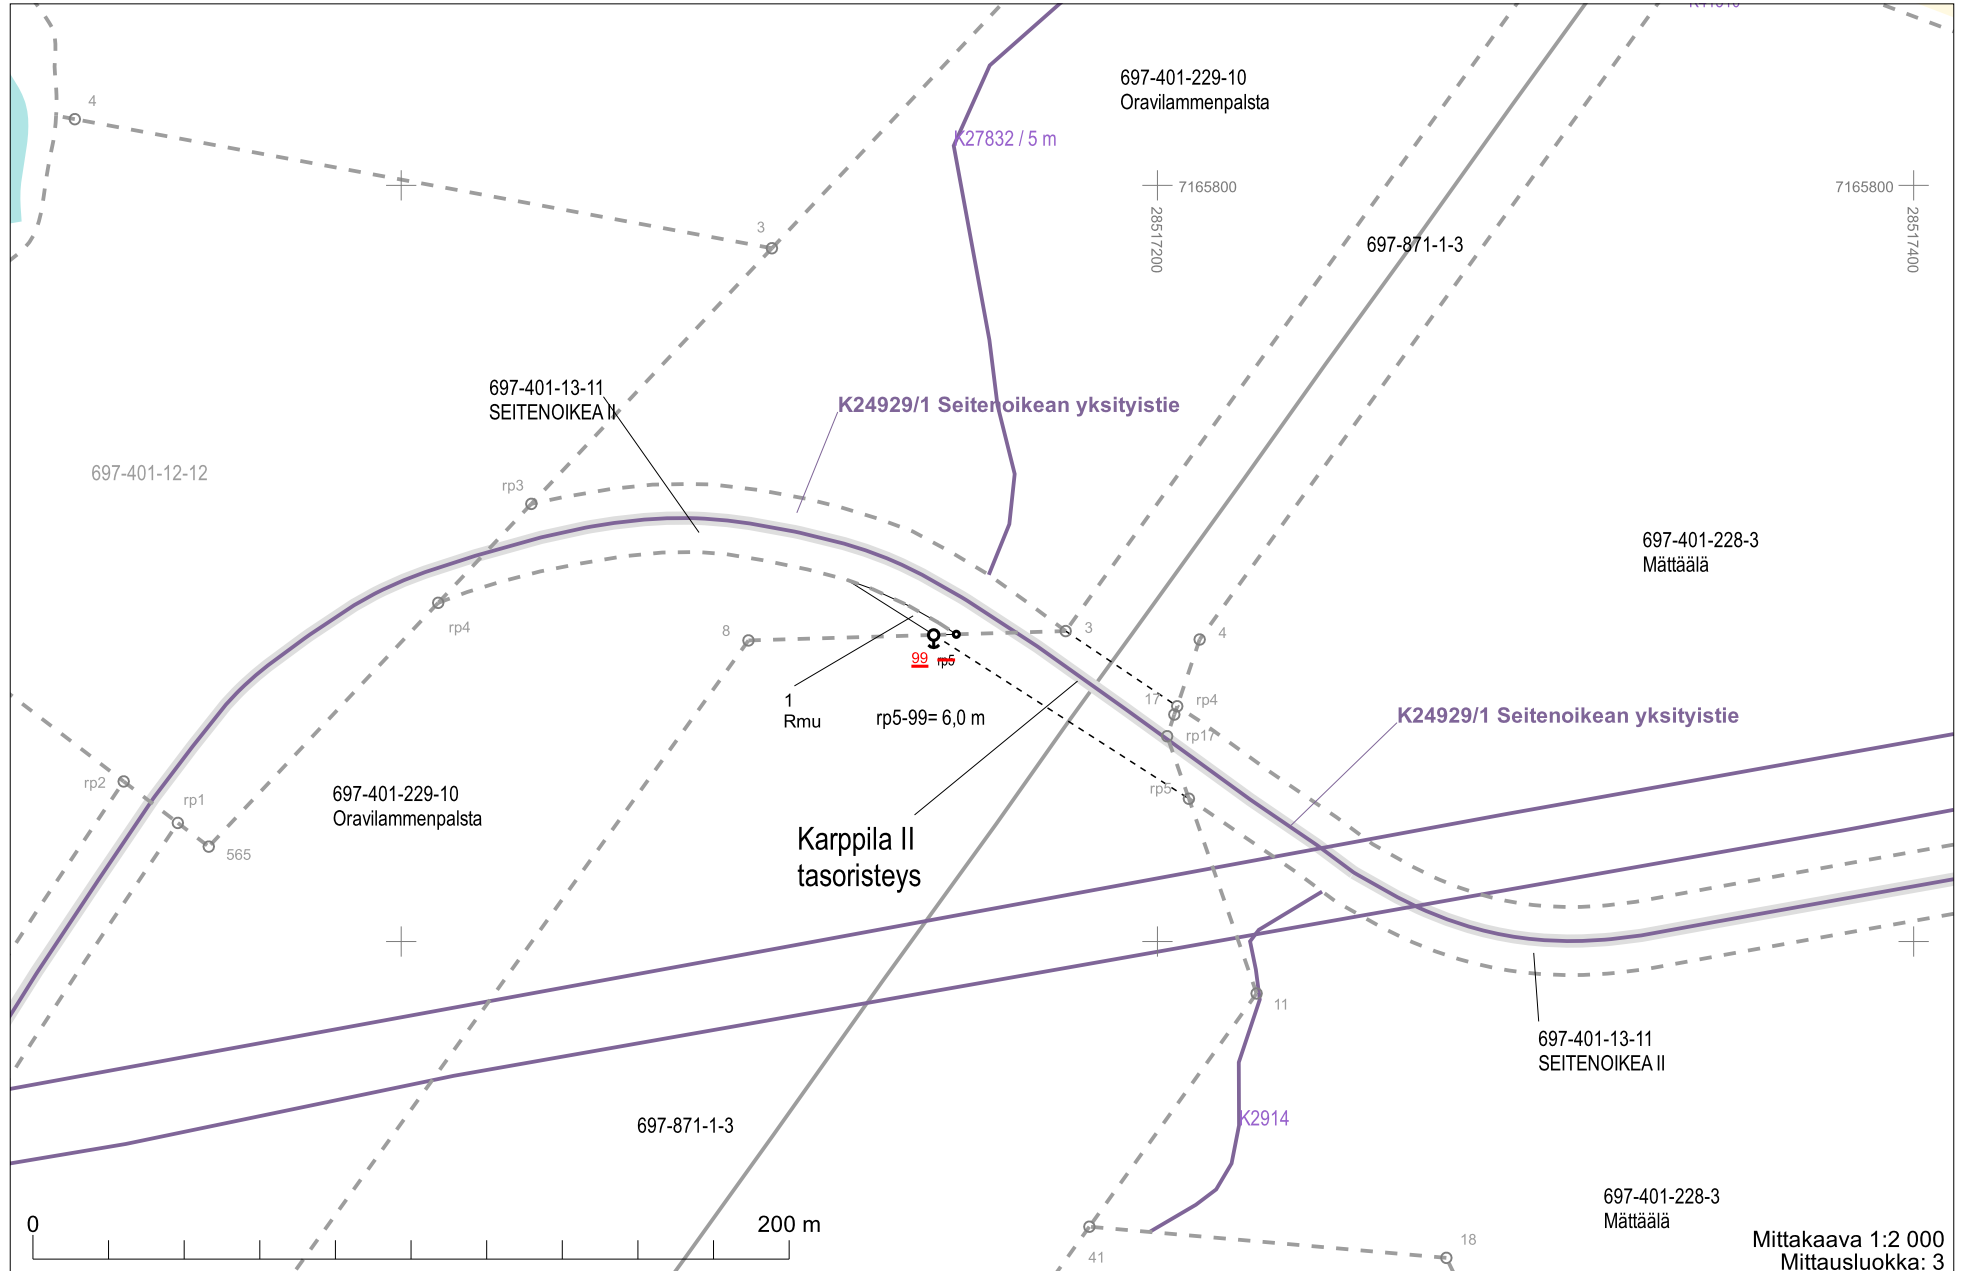 4
697-401-229-10
Oravilammenpalsta
K27832 / 5 m
7165800
7165800
28517200
28517400
3
697-871-1-3
697-401-13-11
SEITENOIKEA II
K24929/1 Seitenoikean yksityistie
697-401-12-12
rp3
697-401-228-3
Mättäälä
rp4
8
3
4
99
rp5
1
Rmu
rp5-99= 6,0 m
17
rp4
rp17
K24929/1 Seitenoikean yksityistie
rp2
rp1
rp5
697-401-229-10
Oravilammenpalsta
565
Karppila II
tasoristeys
11
697-401-13-11
SEITENOIKEA II
697-871-1-3
K2914
697-401-228-3
Mättäälä
0
200 m
41
18
Mittakaava 1:2 000
Mittausluokka: 3